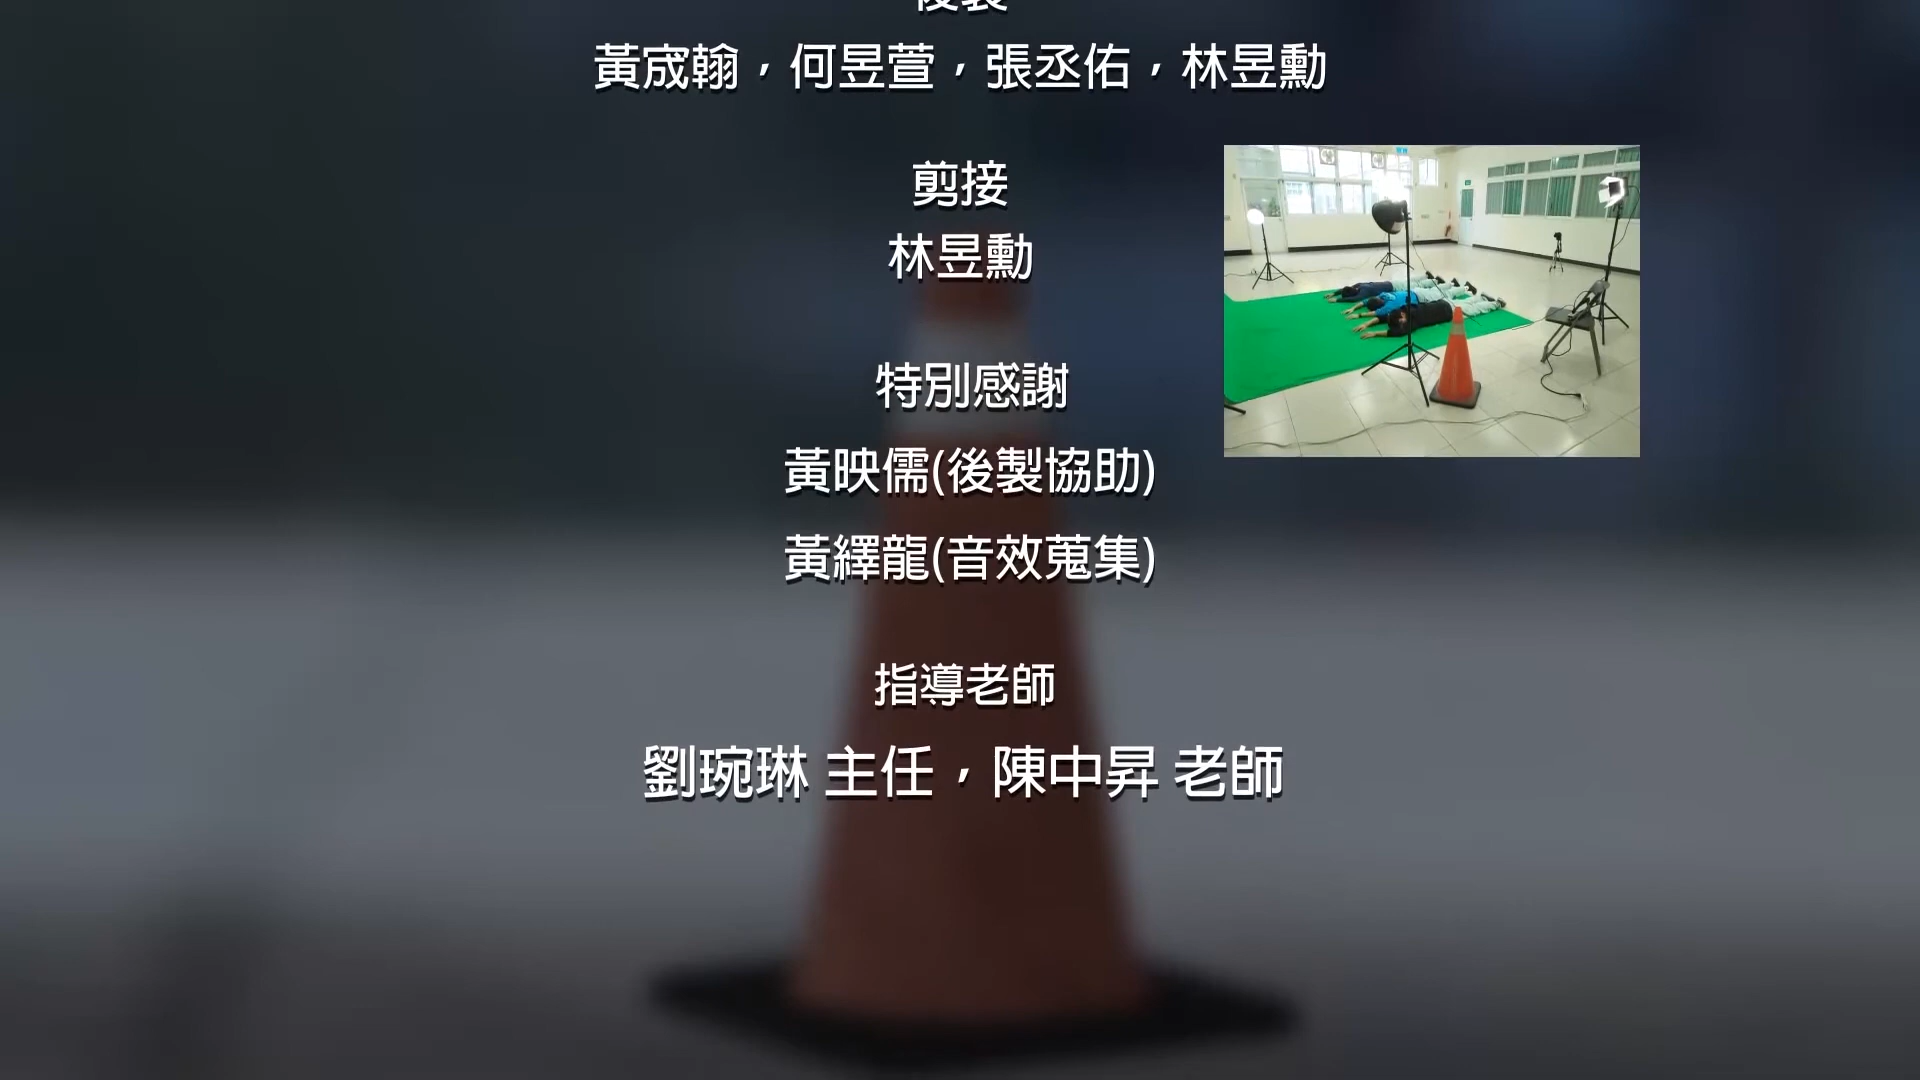 後製
黃宬翰，何昱萱，張丞佑，林昱勳
剪接
林昱勳
特別感謝
黃映儒(後製協助)
黃繹龍(音效蒐集)
指導老師
劉琬琳 主任，陳中昇 老師